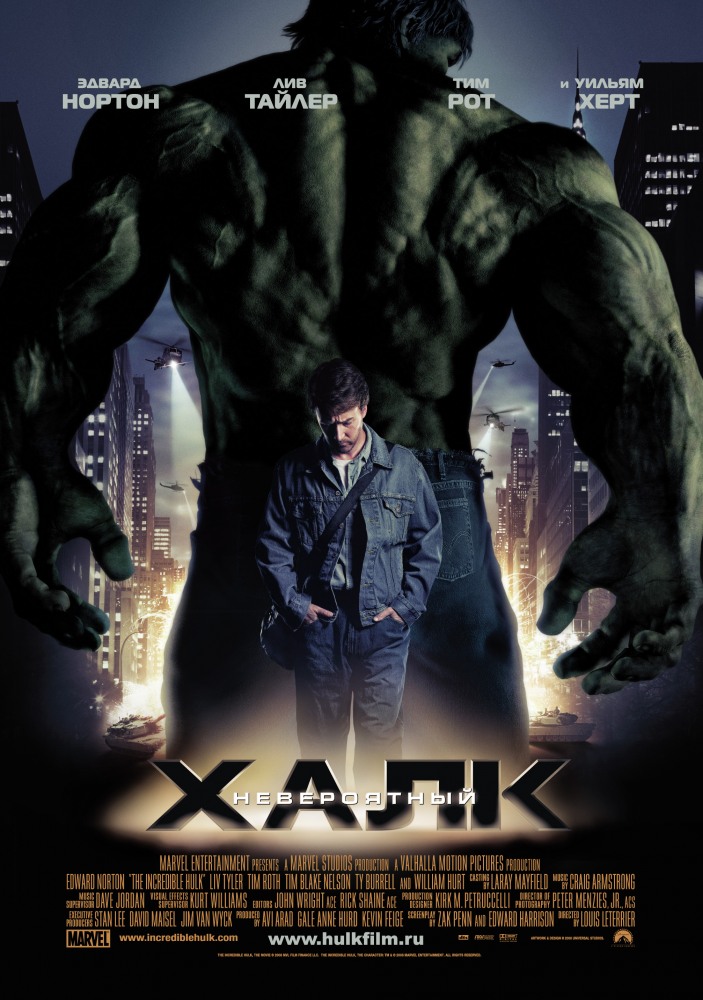 ЭДВАРД НОРТОН
ЛИВ ТАЙЛЕР
ТИМ РОТ
И УИЛЬЯМ ХЕРТ
ХАЛК
НЕВЕРОЯТНЫЙ
MARVEL ENTERTAINMENT PRESENTS A MARVEL STUDIOS PRODUCTION A VALHALLA MOTION PICTURES PRODUCTION
EDWARD NORTON "THE INCREDIBLE HULK" LIV TYLER TIM ROTH TIM BLAKE NELSON TY BURRELL AND WILLIAM HURT CASTING BY LARAY MAYFIELD MUSIC BY CRAIG ARMSTRONG
MUSIC SUPERVISOR DAVE JORDAN VISUAL EFFECTS SUPERVISOR KURT WILLIAMS EDITORS JOHN WRIGHT ACE RICK SHAINE ACE PRODUCTION DESIGNER KIRK M. PETRUCCELLI DIRECTOR OF PHOTOGRAPHY PETER MENZIES, JR., ACS
EXECUTIVE PRODUCERS STAN LEE DAVID MAISEL JIM VAN WYCK PRODUCED BY AVI ARAD GALE ANNE HURD KEVIN FEIGE SCREENPLAY BY ZAK PENN AND EDWARD HARRISON DIRECTED BY LOUIS LETERRIER
MARVEL www.incrediblehulk.com www.hulkfilm.ru